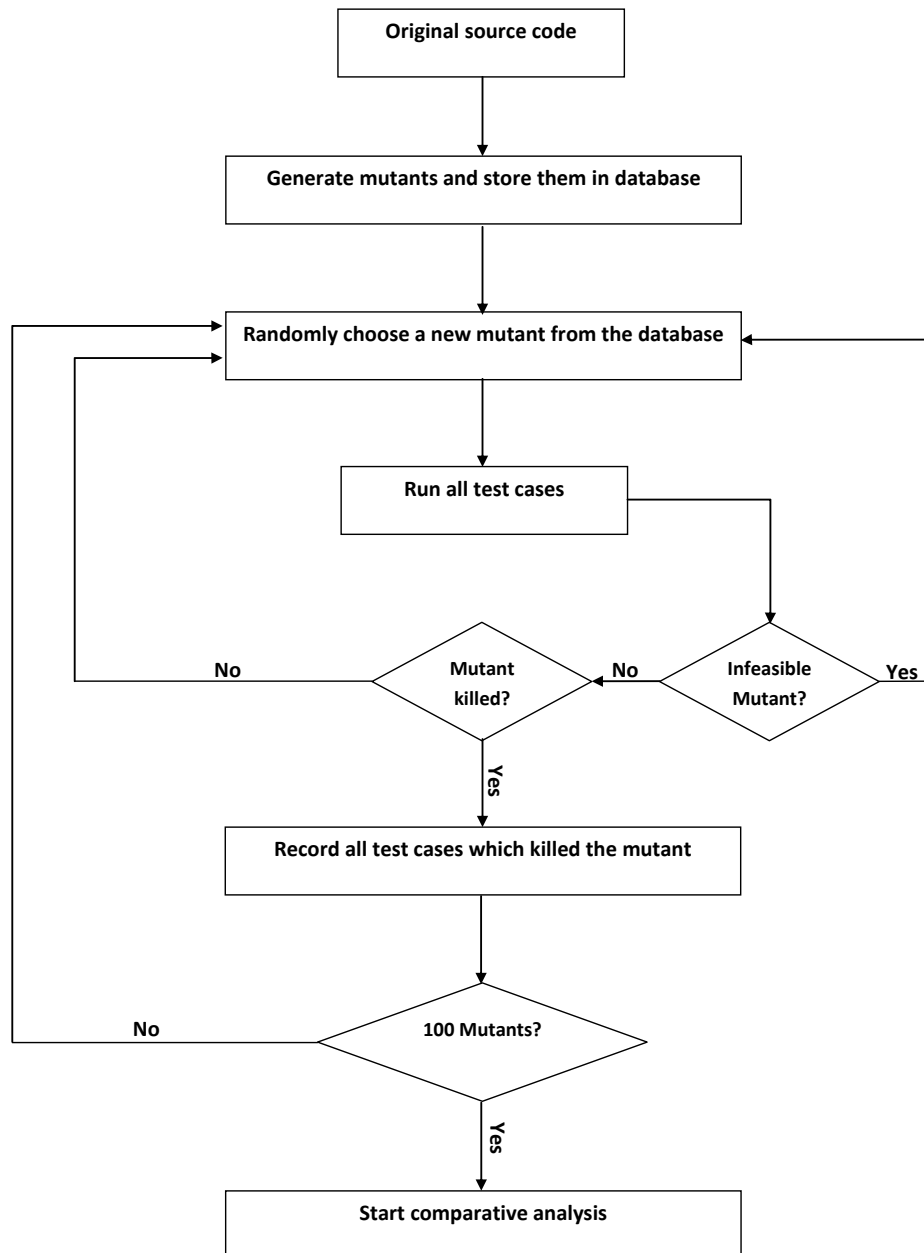 Original source code
Generate mutants and store them in database
Randomly choose a new mutant from the database
Run all test cases
No
Mutant
killed?
No
Infeasible
Mutant?
Yes
Yes
Record all test cases which killed the mutant
No
100 Mutants?
Yes
Start comparative analysis